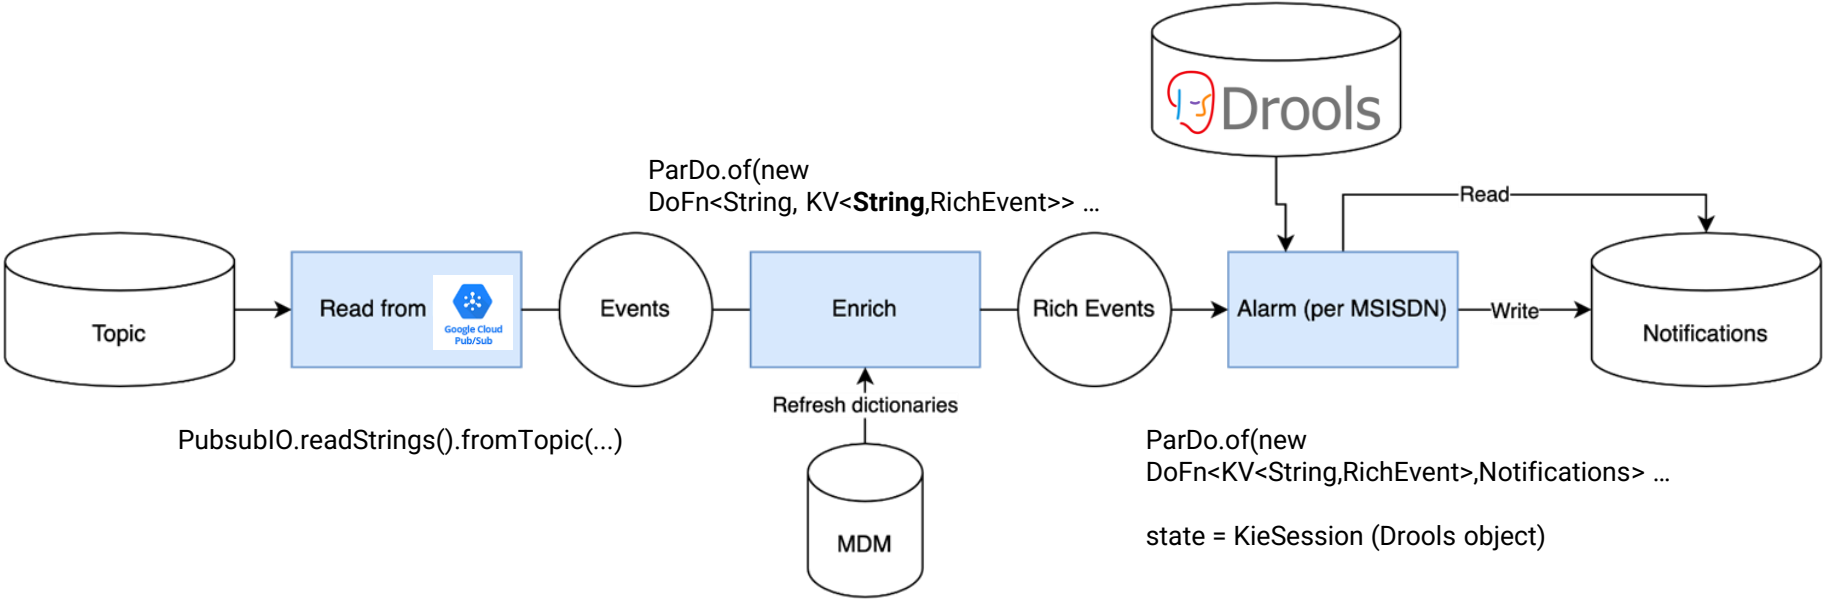 Drools
ParDo.of(new
DoFn<String, KV<String,RichEvent>> ...
Read
Topic
Read from
Google Cloud
Pub/Sub
Events
Enrich
Rich Events
Alarm (per MSISDN)
Write
Notifications
Refresh dictionaries
PubsubIO.readStrings().fromTopic(...)
MDM
ParDo.of(new
DoFn<KV<String,RichEvent>,Notifications> ...
state = KieSession (Drools object)